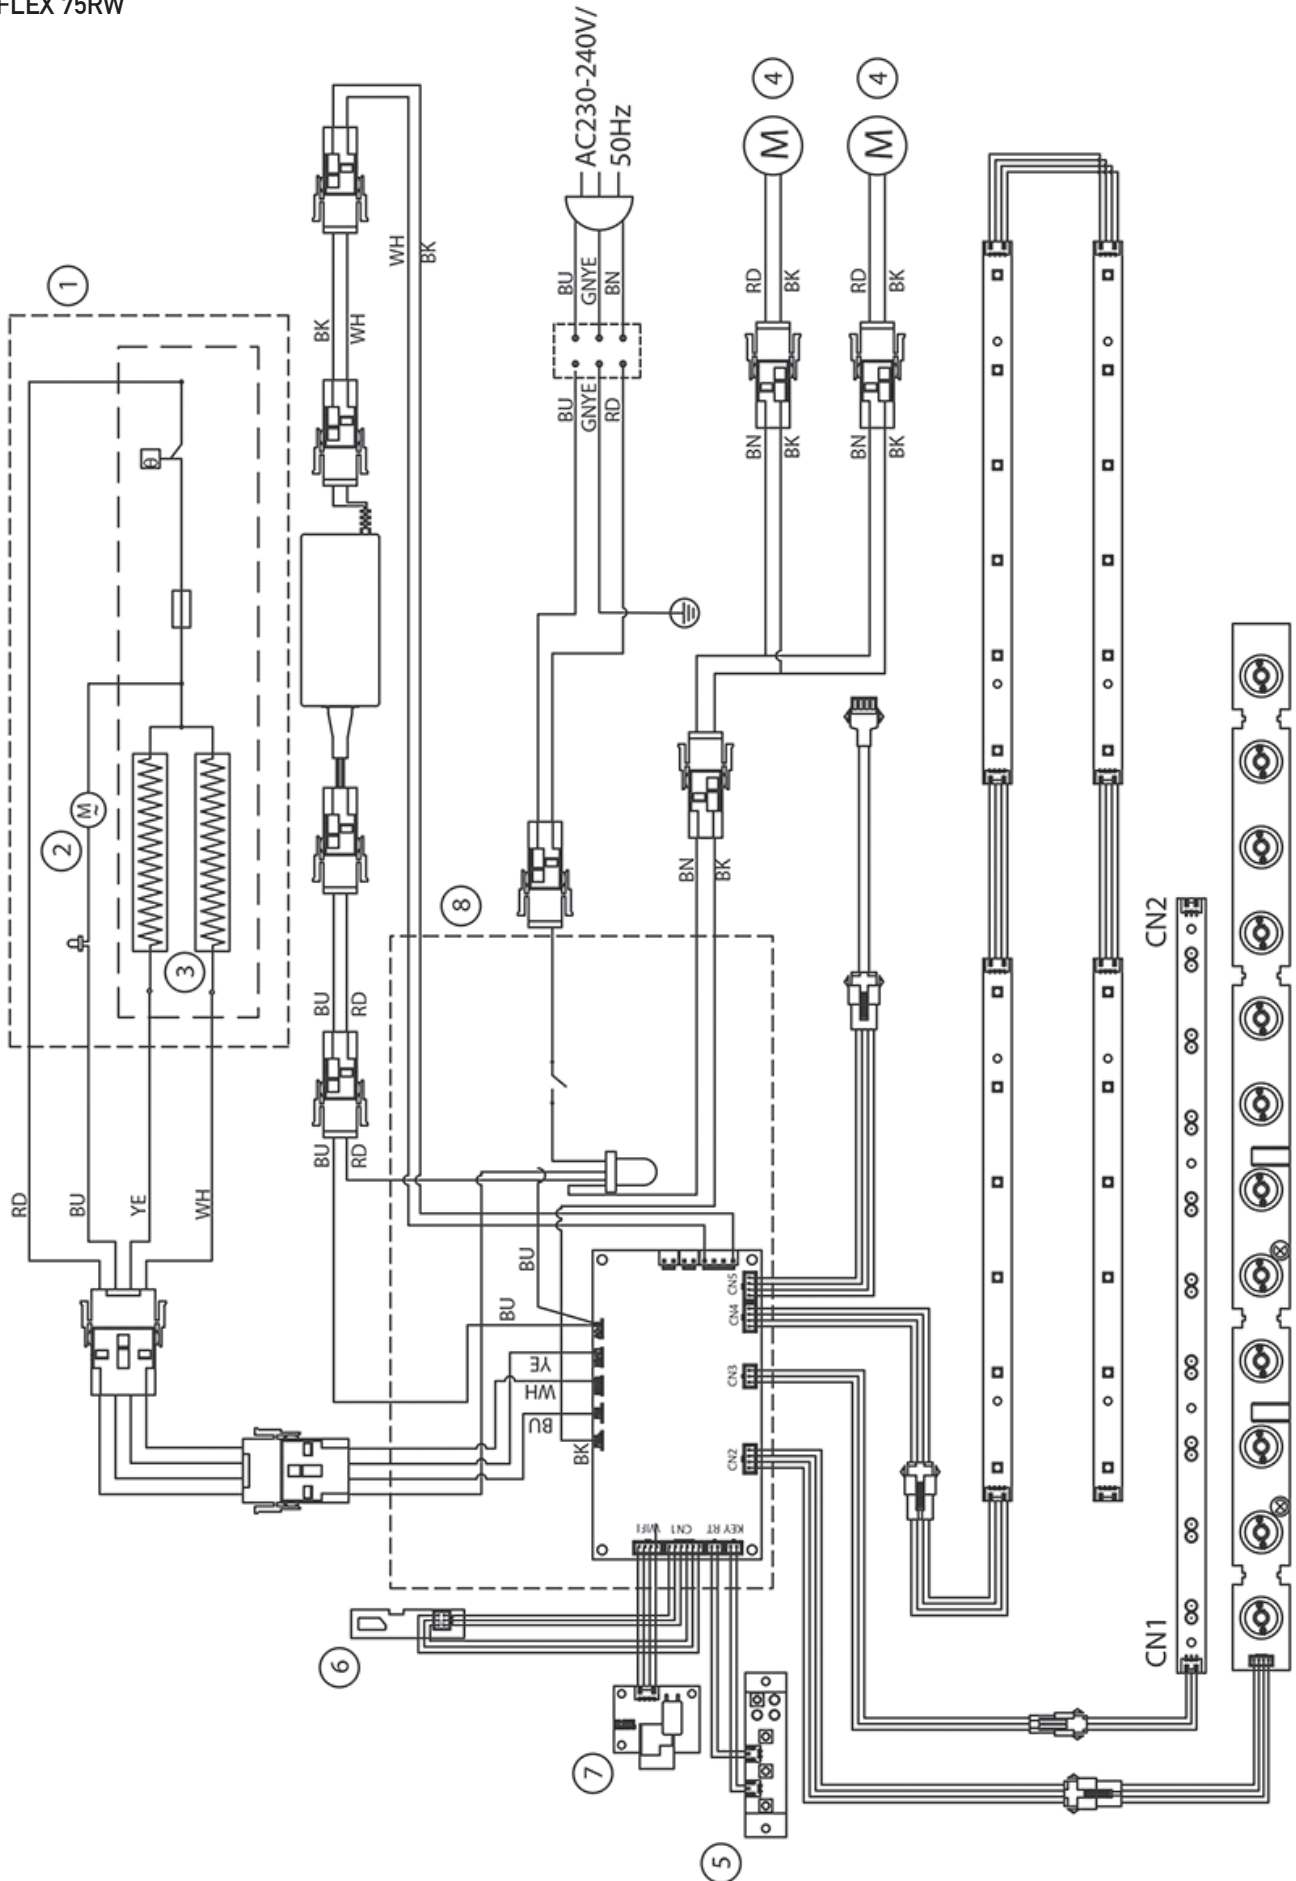 FLEX 75RW
AC230-240V/
50Hz
4
4
M
M
1
WH
BK
BK
WH
BU
GNYE
BN
RD
BK
RD
BK
BU
GNYE
RD
BN
BK
BN
BK
θ
M~
2
3
8
BN
BK
BU
RD
BU
RD
RD
BU
YE
WH
BU
BU
YE
WH
BU
BK
CN5
CN4
CN3
CN2
WIFI
CN1
RT
KEY
CN2
CN1
6
7
5